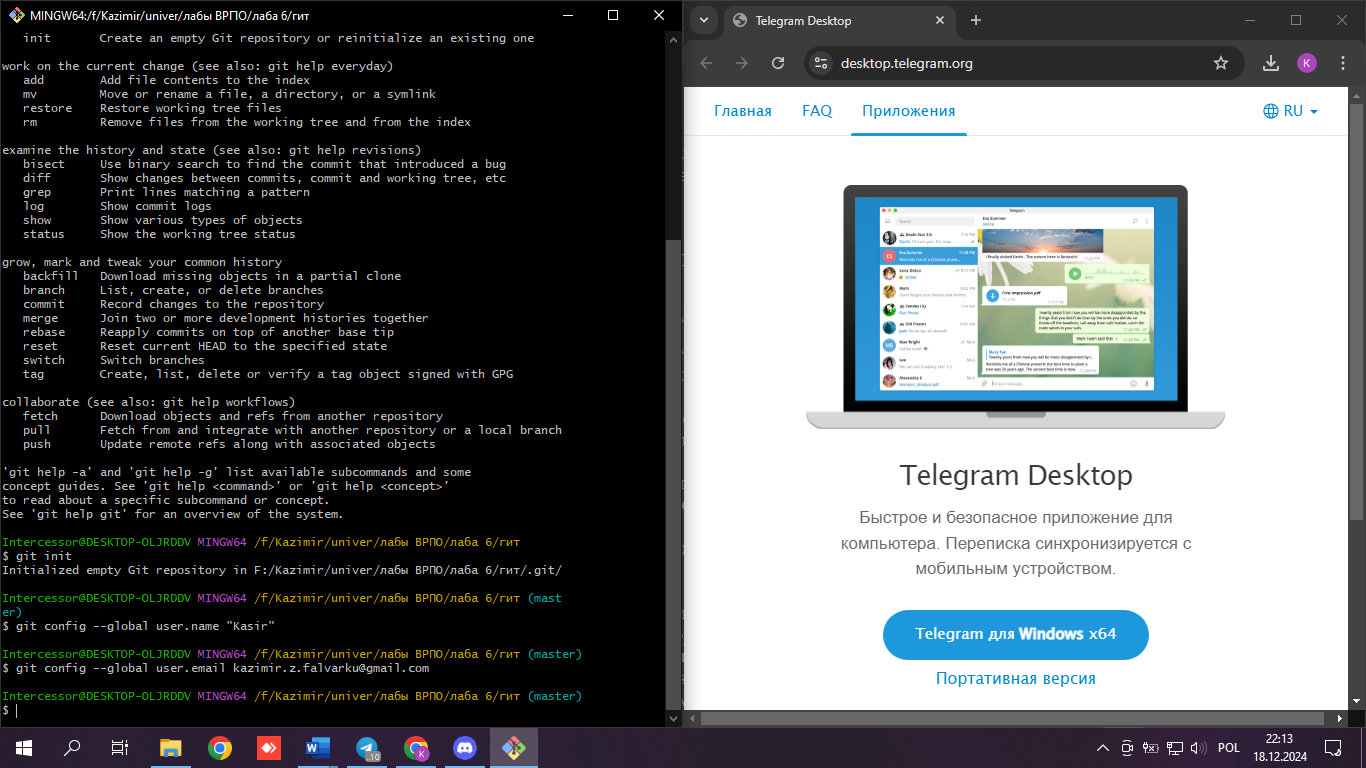 MINGW64:/f/Kazimir/univer/лабы ВРПО/лаба 6/гит
init       Create an empty Git repository or reinitialize an existing one
work on the current change (see also: git help everyday)
add        Add file contents to the index
mv         Move or rename a file, a directory, or a symlink
restore    Restore working tree files
rm         Remove files from the working tree and from the index
examine the history and state (see also: git help revisions)
bisect     Use binary search to find the commit that introduced a bug
diff       Show changes between commits, commit and working tree, etc
grep       Print lines matching a pattern
log        Show commit logs
show       Show various types of objects
status     Show the working tree status
grow, mark and tweak your common history
backfill   Download missing objects in a partial clone
branch     List, create, or delete branches
commit     Record changes to the repository
merge      Join two or more development histories together
rebase     Reapply commits on top of another base tip
reset      Reset current HEAD to the specified state
switch     Switch branches
tag        Create, list, delete or verify a tag object signed with GPG
collaborate (see also: git help workflows)
fetch      Download objects and refs from another repository
pull       Fetch from and integrate with another repository or a local branch
push       Update remote refs along with associated objects
'git help -a' and 'git help -g' list available subcommands and some
concept guides. See 'git help <command>' or 'git help <concept>'
to read about a specific subcommand or concept.
See 'git help git' for an overview of the system.
Intercessor@DESKTOP-OLJRDDV MINGW64 /f/Kazimir/univer/лабы ВРПО/лаба 6/гит
$ git init
Initialized empty Git repository in F:/Kazimir/univer/лабы ВРПО/лаба 6/гит/.git/
Intercessor@DESKTOP-OLJRDDV MINGW64 /f/Kazimir/univer/лабы ВРПО/лаба 6/гит (mast
er)
$ git config --global user.name "Kasir"
Intercessor@DESKTOP-OLJRDDV MINGW64 /f/Kazimir/univer/лабы ВРПО/лаба 6/гит (master)
$ git config --global user.email kazimir.z.falvarku@gmail.com
Intercessor@DESKTOP-OLJRDDV MINGW64 /f/Kazimir/univer/лабы ВРПО/лаба 6/гит (master)
$
Telegram Desktop
desktop.telegram.org
K
Главная FAQ Приложения RU
Telegram
Search
Eva Summer
online
Telegram Desktop
Быстрое и безопасное приложение для
компьютера. Переписка синхронизируется с
мобильным устройством.
Telegram для Windows x64
Портативная версия
10
K
POL
22:13
18.12.2024